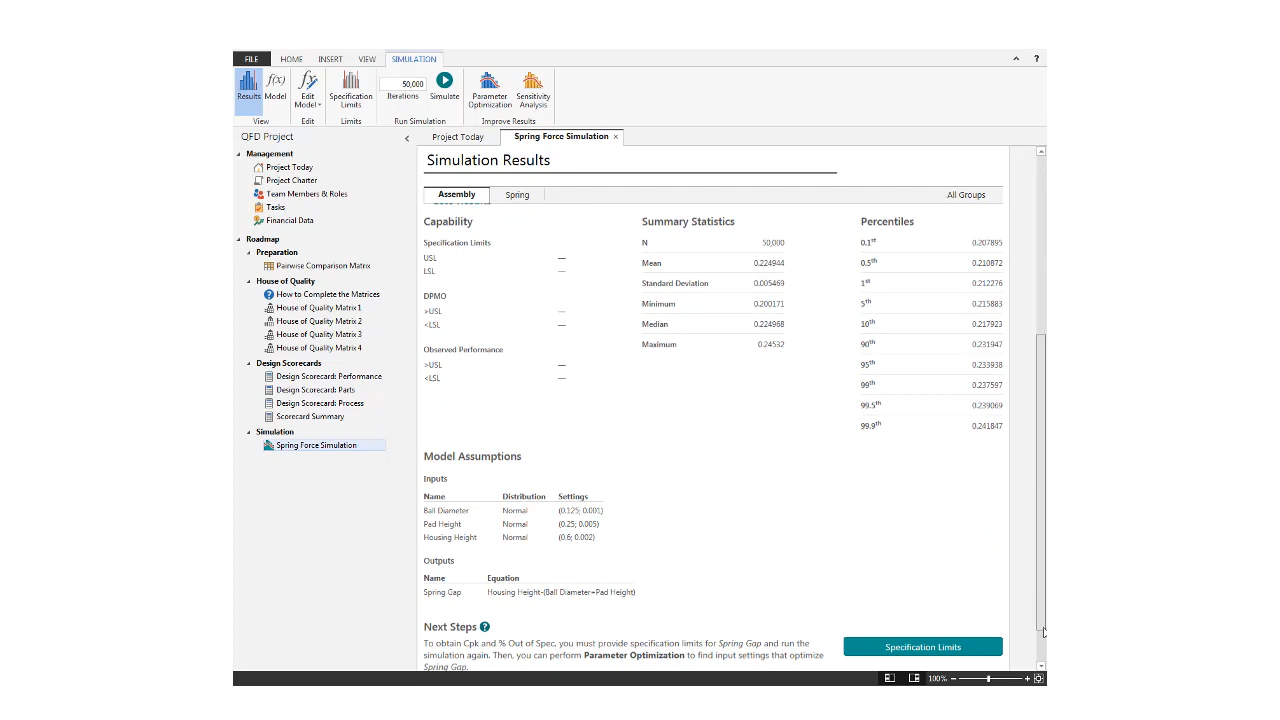 FILE HOME INSERT VIEW SIMULATION ?
50,000
Results Model Edit Model Specification Limits Iterations Simulate Parameter Optimization Sensitivity Analysis
View Edit Limits Run Simulation Improve Results
QFD Project
Management
Project Today
Project Charter
Team Members & Roles
Tasks
Financial Data
Roadmap
Preparation
Pairwise Comparison Matrix
House of Quality
How to Complete the Matrices
House of Quality Matrix 1
House of Quality Matrix 2
House of Quality Matrix 3
House of Quality Matrix 4
Design Scorecards
Design Scorecard: Performance
Design Scorecard: Parts
Design Scorecard: Process
Scorecard Summary
Simulation
Spring Force Simulation
Project Today Spring Force Simulation ×
Simulation Results
Assembly Spring All Groups
Capability
Specification Limits
USL —
LSL —
DPMO
>USL —
<LSL —
Observed Performance
>USL —
<LSL —
Summary Statistics
N 50,000
Mean 0.224944
Standard Deviation 0.005469
Minimum 0.200171
Median 0.224968
Maximum 0.24532
Percentiles
0.1st 0.207895
0.5th 0.210872
1st 0.212276
5th 0.215883
10th 0.217923
90th 0.231947
95th 0.233938
99th 0.237597
99.5th 0.239069
99.9th 0.241847
Model Assumptions
Inputs
Name Distribution Settings
Ball Diameter Normal (0.125; 0.001)
Pad Height Normal (0.25; 0.005)
Housing Height Normal (0.6; 0.002)
Outputs
Name Equation
Spring Gap Housing Height-(Ball Diameter+Pad Height)
Next Steps ?
To obtain Cpk and % Out of Spec, you must provide specification limits for Spring Gap and run the
simulation again. Then, you can perform Parameter Optimization to find input settings that optimize
Spring Gap.
Specification Limits
100% − +